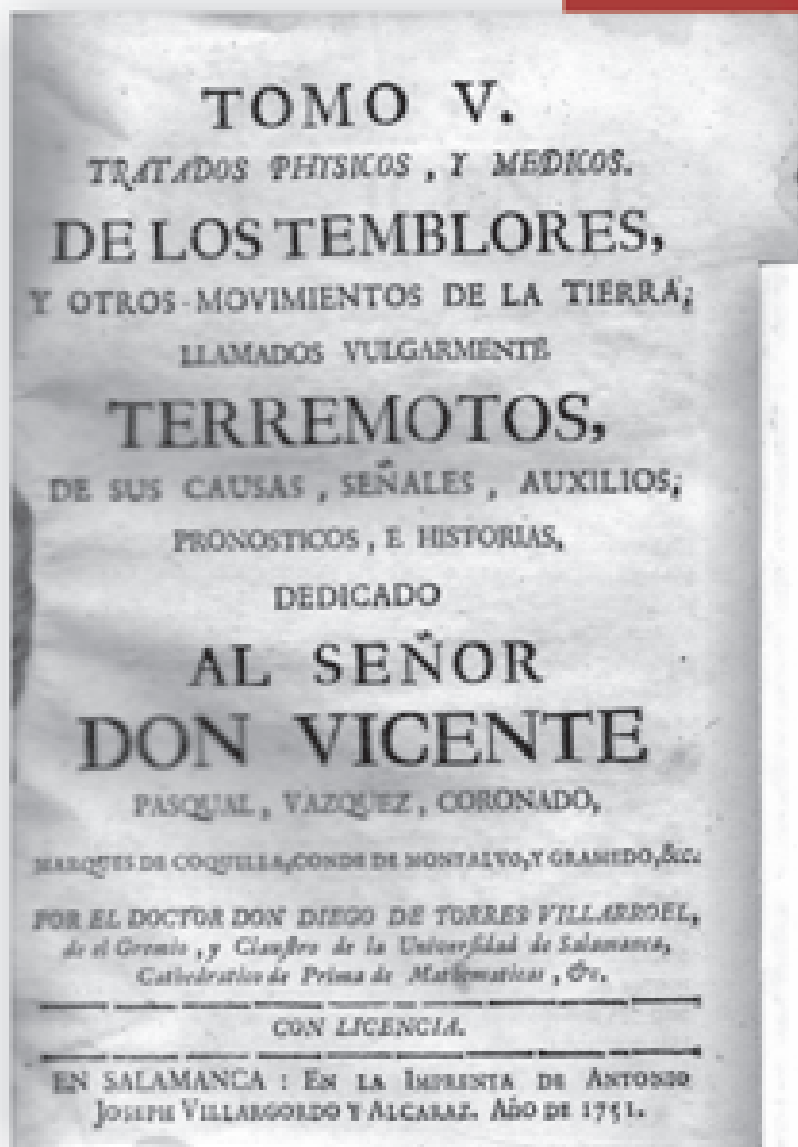 TOMO V.
TRATADOS PHYSICOS, Y MEDICOS.
DE LOS TEMBLORES,
Y OTROS MOVIMIENTOS DE LA TIERRA;
LLAMADOS VULGARMENTE
TERREMOTOS,
DE SUS CAUSAS, SEÑALES, AUXILIOS;
PRONOSTICOS, E HISTORIAS,
DEDICADO
AL SEÑOR
DON VICENTE
PASQUAL, VAZQUEZ, CORONADO,
MARQUES DE COQUILLA, CONDE DE MONTALVO, Y GRAMEDO, &c.
POR EL DOCTOR DON DIEGO DE TORRES VILLARROEL,
de el Gremio, y Claustro de la Universidad de Salamanca,
Cathedratico de Prima de Mathematicas, &c.
CON LICENCIA.
EN SALAMANCA: EN LA IMPRENTA DE ANTONIO
JOSEPH VILLARGORDO Y ALCARAZ. AÑO DE 1751.